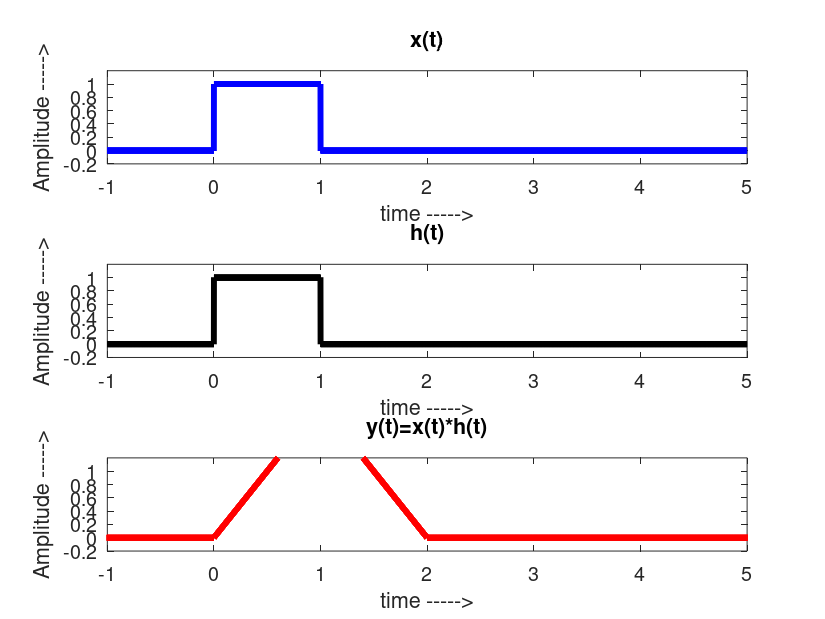 x(t)
Amplitude ----->
1
0.8
0.6
0.4
0.2
0
-0.2
-1 0 1 2 3 4 5
time ----->
h(t)
Amplitude ----->
1
0.8
0.6
0.4
0.2
0
-0.2
-1 0 1 2 3 4 5
time ----->
y(t)=x(t)*h(t)
Amplitude ----->
1
0.8
0.6
0.4
0.2
0
-0.2
-1 0 1 2 3 4 5
time ----->